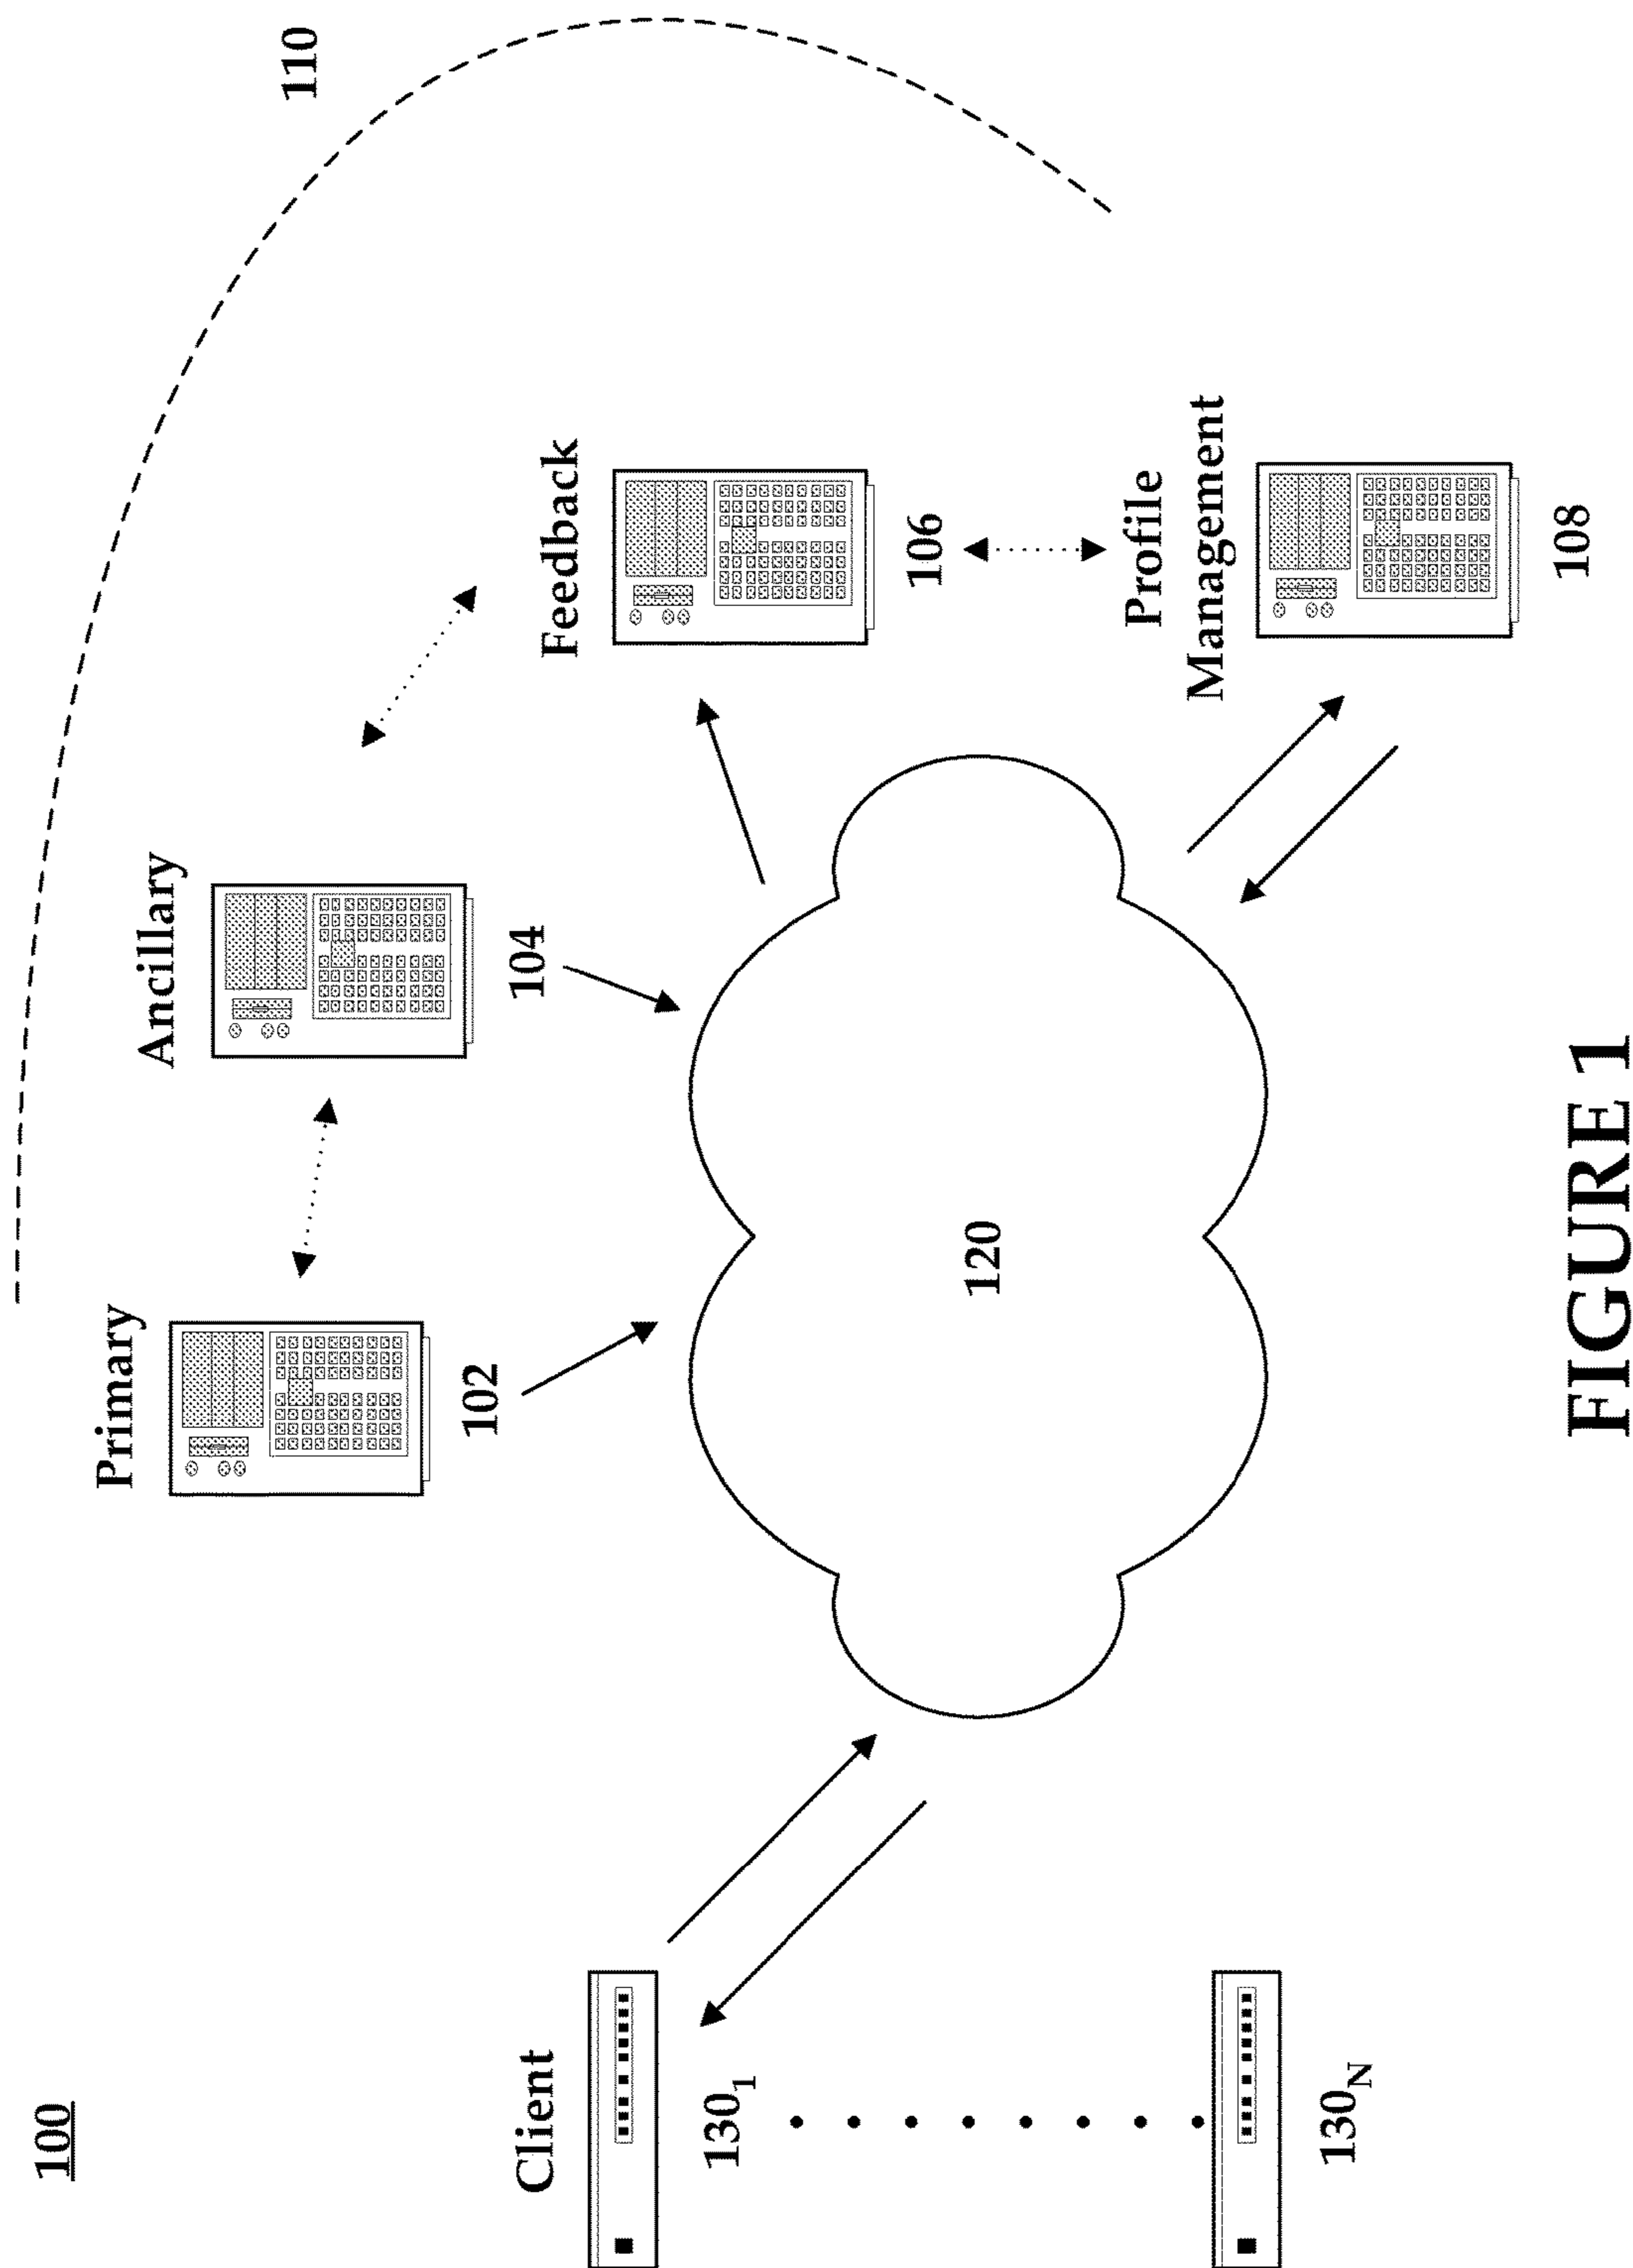 100
110
Primary
102
Ancillary
104
Feedback
106
Profile
Management
108
120
Client
130₁
130N
FIGURE 1